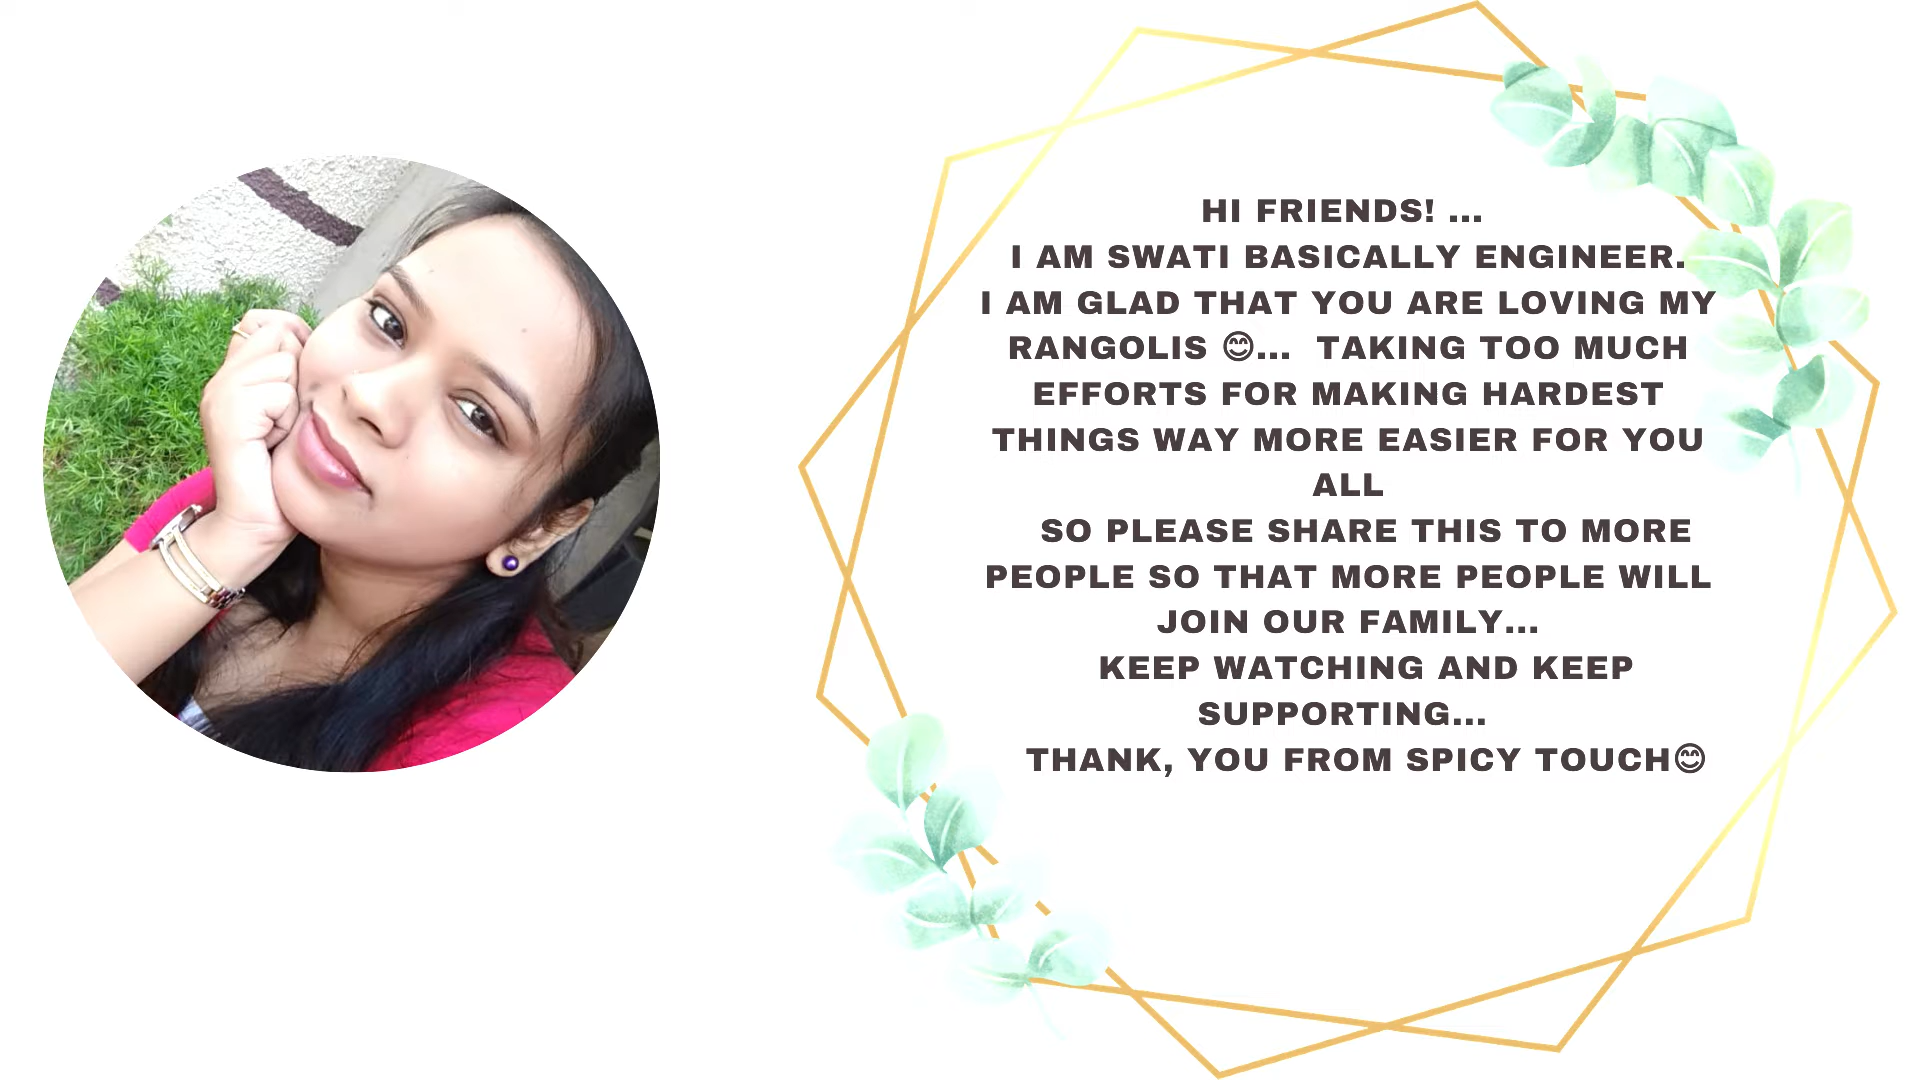 HI FRIENDS! ...
I AM SWATI BASICALLY ENGINEER.
I AM GLAD THAT YOU ARE LOVING MY
RANGOLIS 😊... TAKING TOO MUCH
EFFORTS FOR MAKING HARDEST
THINGS WAY MORE EASIER FOR YOU
ALL
SO PLEASE SHARE THIS TO MORE
PEOPLE SO THAT MORE PEOPLE WILL
JOIN OUR FAMILY...
KEEP WATCHING AND KEEP
SUPPORTING...
THANK, YOU FROM SPICY TOUCH😊